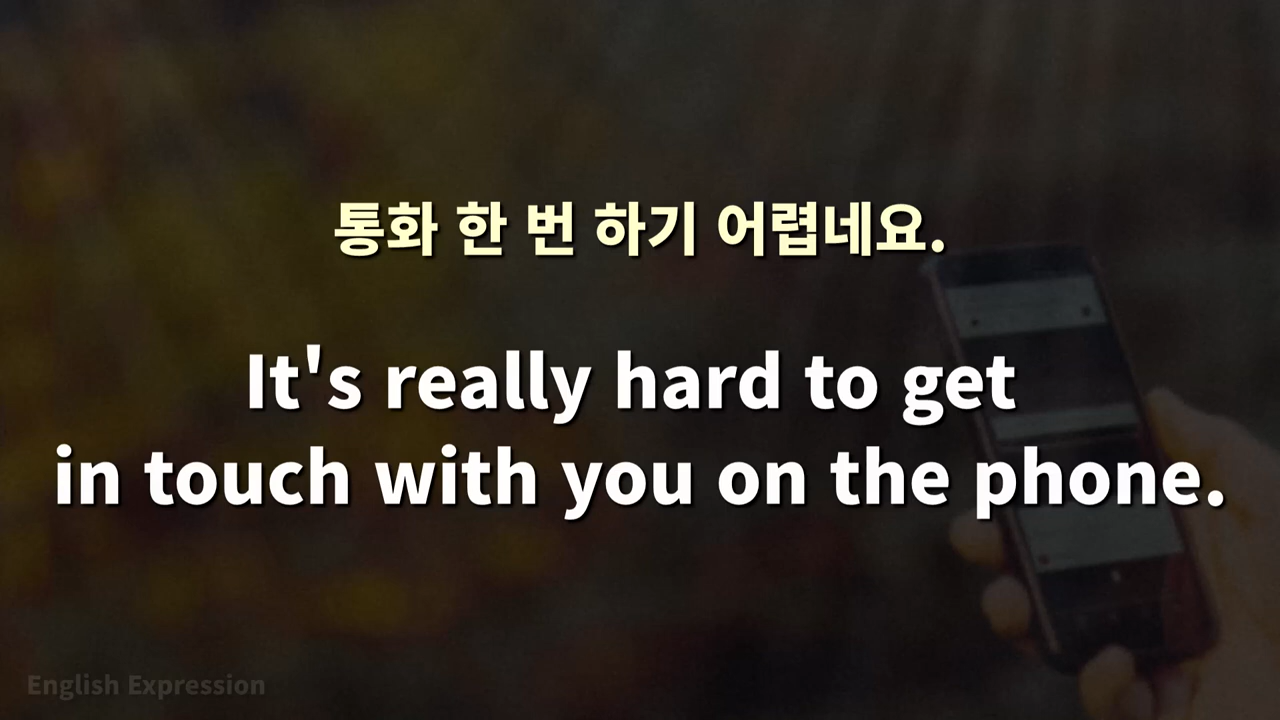 통화 한 번 하기 어렵네요.
It's really hard to get
in touch with you on the phone.
English Expression